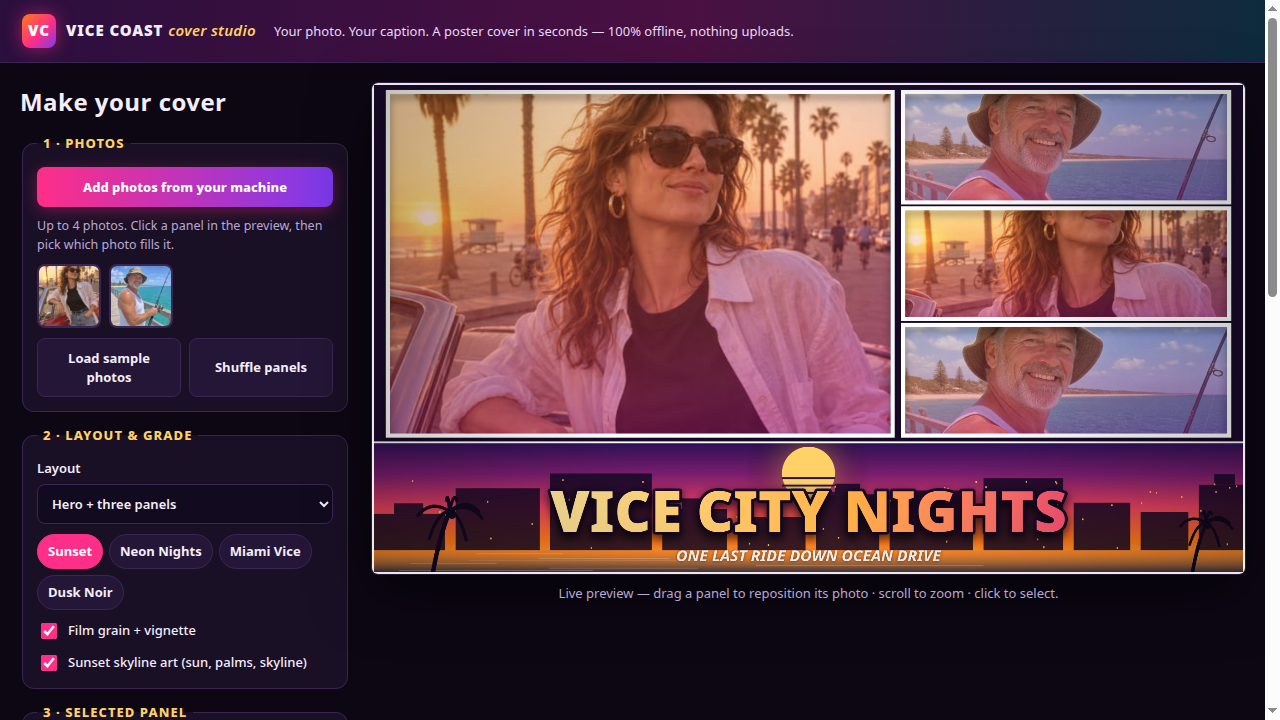 VC VICE COAST cover studio Your photo. Your caption. A poster cover in seconds — 100% offline, nothing uploads.
Make your cover
1 · PHOTOS
Add photos from your machine
Up to 4 photos. Click a panel in the preview, then
pick which photo fills it.
Load sample
photos
Shuffle panels
2 · LAYOUT & GRADE
Layout
Hero + three panels
Sunset Neon Nights Miami Vice
Dusk Noir
Film grain + vignette
Sunset skyline art (sun, palms, skyline)
3 · SELECTED PANEL
VICE CITY NIGHTS
ONE LAST RIDE DOWN OCEAN DRIVE
Live preview — drag a panel to reposition its photo · scroll to zoom · click to select.